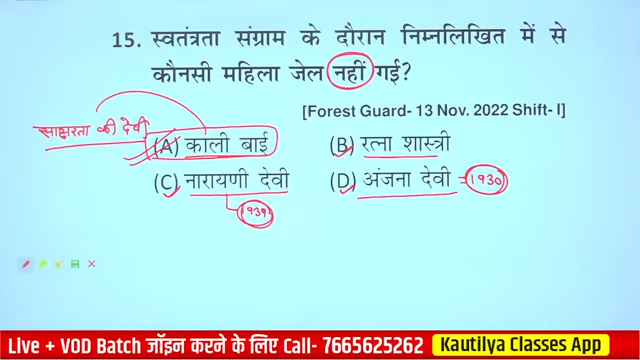 15. स्वतंत्रता संग्राम के दौरान निम्नलिखित में से
कौनसी महिला जेल नहीं गई?
[Forest Guard- 13 Nov. 2022 Shift- I]
साक्षरता की देवी
(A) काली बाई (B) रत्ना शास्त्री
(C) नारायणी देवी (D) अंजना देवी 1930
1939
Live + VOD Batch जॉइन करने के लिए Call- 7665625262 Kautilya Classes App